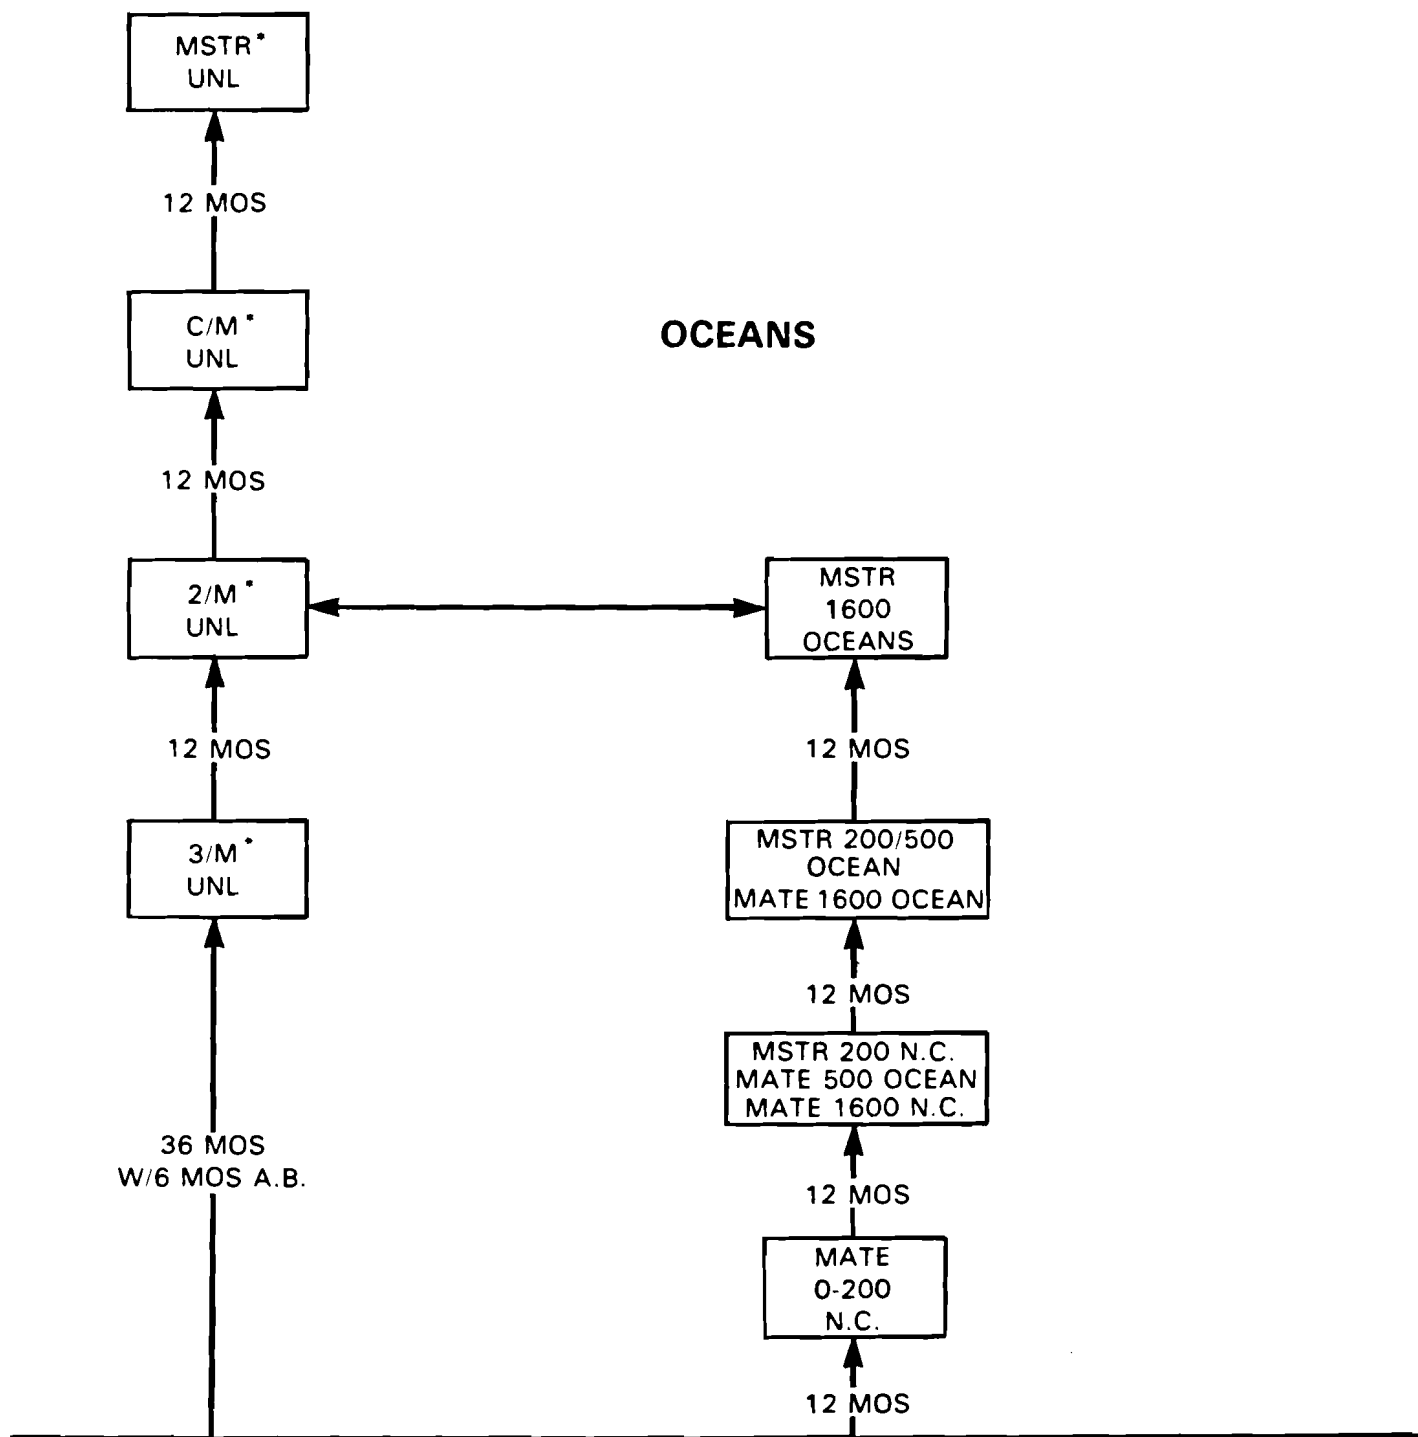 MSTR*
UNL
12 MOS
C/M*
UNL
OCEANS
12 MOS
2/M*
UNL
MSTR
1600
OCEANS
12 MOS
12 MOS
3/M*
UNL
MSTR 200/500
OCEAN
MATE 1600 OCEAN
12 MOS
MSTR 200 N.C.
MATE 500 OCEAN
MATE 1600 N.C.
36 MOS
W/6 MOS A.B.
12 MOS
MATE
0-200
N.C.
12 MOS